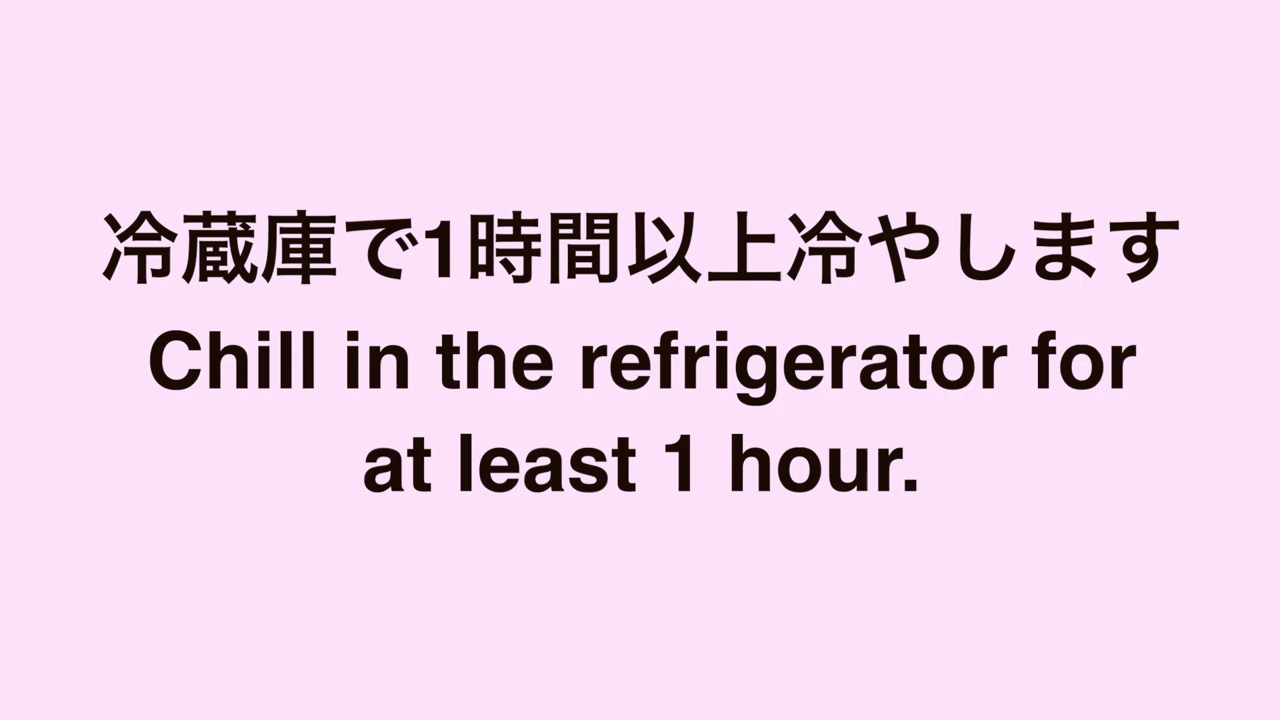 冷蔵庫で1時間以上冷やします
Chill in the refrigerator for
at least 1 hour.